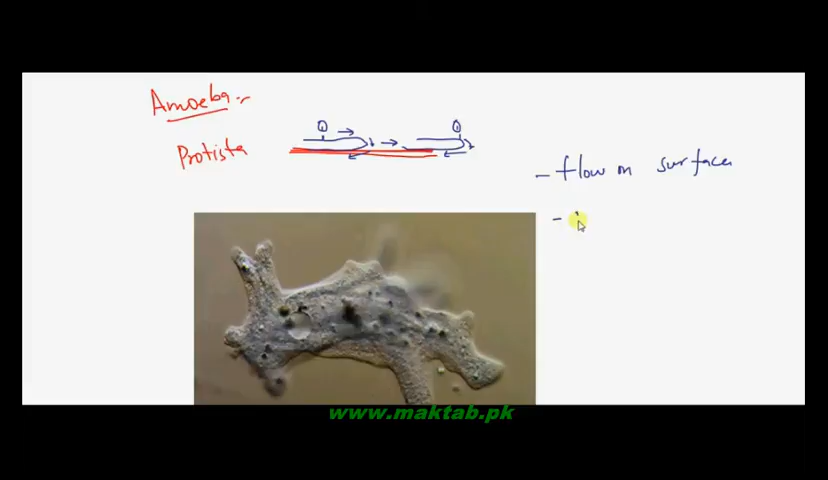 Amoeba:-
Protista
- flow on surface
-
www.maktab.pk